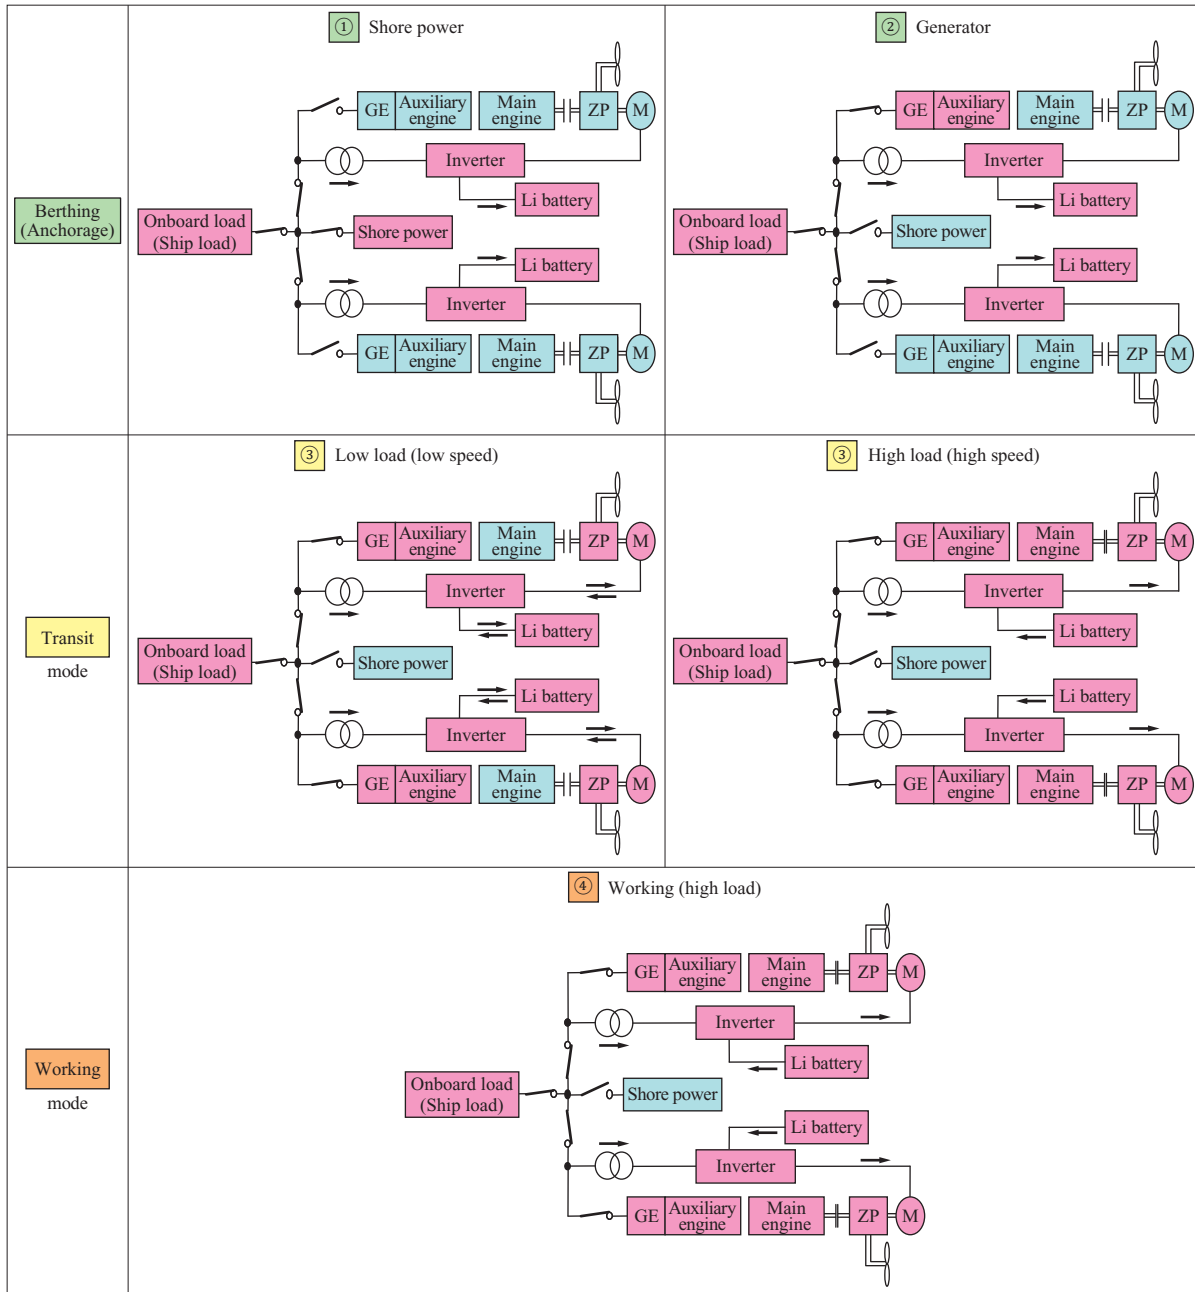 ① Shore power
GE Auxiliary engine Main engine ZP M
Inverter
Li battery
Onboard load
(Ship load)
Shore power
Li battery
Inverter
GE Auxiliary engine Main engine ZP M
② Generator
GE Auxiliary engine Main engine ZP M
Inverter
Li battery
Onboard load
(Ship load)
Shore power
Li battery
Inverter
GE Auxiliary engine Main engine ZP M
Berthing
(Anchorage)
③ Low load (low speed)
GE Auxiliary engine Main engine ZP M
Inverter
Li battery
Onboard load
(Ship load)
Shore power
Li battery
Inverter
GE Auxiliary engine Main engine ZP M
③ High load (high speed)
GE Auxiliary engine Main engine ZP M
Inverter
Li battery
Onboard load
(Ship load)
Shore power
Li battery
Inverter
GE Auxiliary engine Main engine ZP M
Transit
mode
④ Working (high load)
GE Auxiliary engine Main engine ZP M
Inverter
Li battery
Onboard load
(Ship load)
Shore power
Li battery
Inverter
GE Auxiliary engine Main engine ZP M
Working
mode